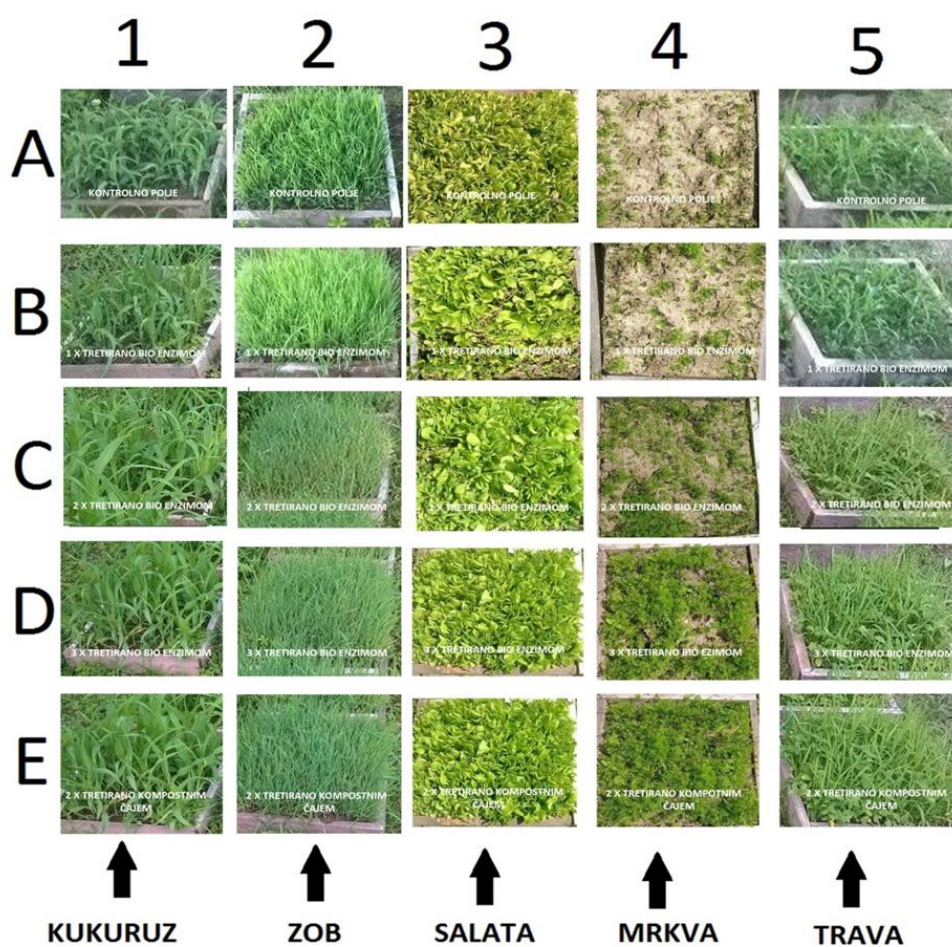 1 2 3 4 5
A
KONTROLNO POLJE
KONTROLNO POLJE
KONTROLNO POLJE
KONTROLNO POLJE
KONTROLNO POLJE
B
1 X TRETIRANO BIO ENZIMOM
1 X TRETIRANO BIO ENZIMOM
1 X TRETIRANO BIO ENZIMOM
1 X TRETIRANO BIO ENZIMOM
1 X TRETIRANO BIO ENZIMOM
C
2 X TRETIRANO BIO ENZIMOM
2 X TRETIRANO BIO ENZIMOM
2 X TRETIRANO BIO ENZIMOM
2 X TRETIRANO BIO ENZIMOM
2 X TRETIRANO BIO ENZIMOM
D
3 X TRETIRANO BIO ENZIMOM
3 X TRETIRANO BIO ENZIMOM
3 X TRETIRANO BIO ENZIMOM
3 X TRETIRANO BIO EZIMOM
3 X TRETIRANO BIO ENZIMOM
E
2 X TRETIRANO KOMPOSTNIM
ČAJEM
2 X TRETIRANO KOMPOSTNIM
ČAJEM
2 X TRETIRANO KOMPOSTNIM
ČAJEM
2 X TRETIRANO KOMPOTNIM
ČAJEM
2 X TRETIRANO KOMPOSTNIM
ČAJEM
KUKURUZ ZOB SALATA MRKVA TRAVA